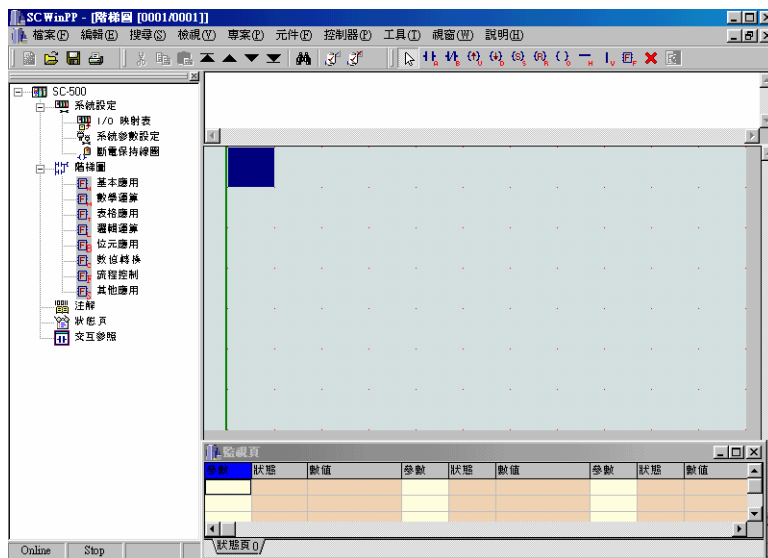 SC WinPP - [階梯圖 [0001/0001]]
檔案(F) 編輯(E) 搜尋(S) 檢視(V) 專案(P) 元件(F) 控制器(P) 工具(I) 視窗(W) 說明(H)
SC-500
系統設定
I/O 映射表
系統參數設定
斷電保持線圈
階梯圖
基本應用
數學運算
表格應用
邏輯運算
位元應用
數值轉換
流程控制
其他應用
注解
狀態頁
交互參照
監視頁
參數 狀態 數值 參數 狀態 數值 參數 狀態 數值
狀態頁0
Online Stop